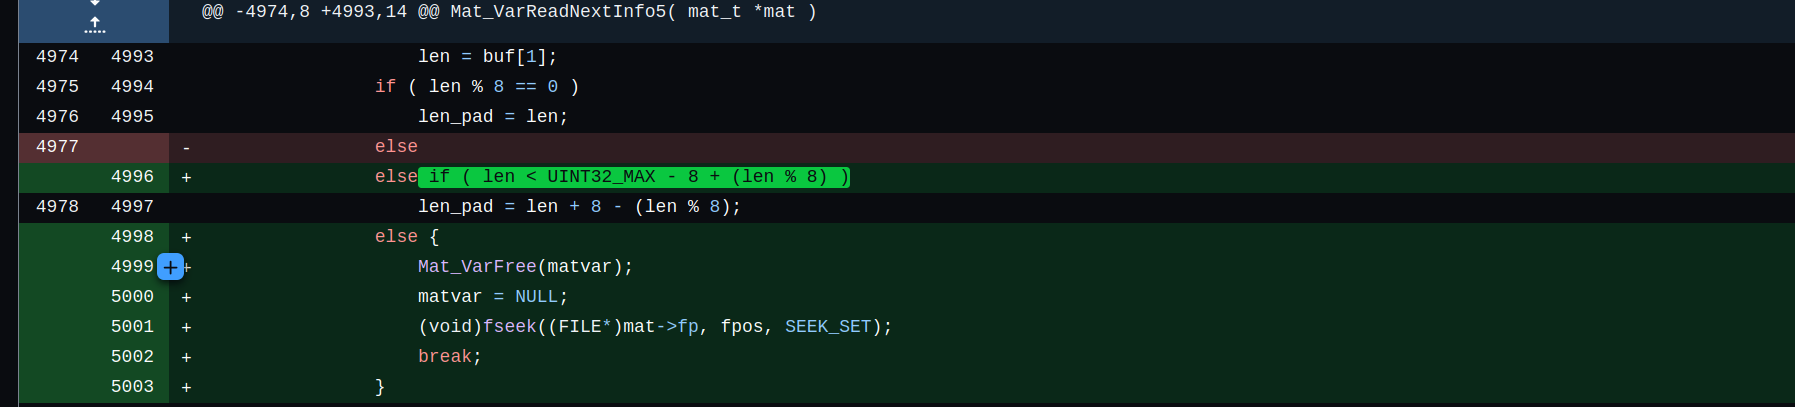 @@ -4974,8 +4993,14 @@ Mat_VarReadNextInfo5( mat_t *mat )
4974 4993 len = buf[1];
4975 4994 if ( len % 8 == 0 )
4976 4995 len_pad = len;
4977 - else
4996 + else if ( len < UINT32_MAX - 8 + (len % 8) )
4978 4997 len_pad = len + 8 - (len % 8);
4998 + else {
4999 + Mat_VarFree(matvar);
5000 + matvar = NULL;
5001 + (void)fseek((FILE*)mat->fp, fpos, SEEK_SET);
5002 + break;
5003 + }